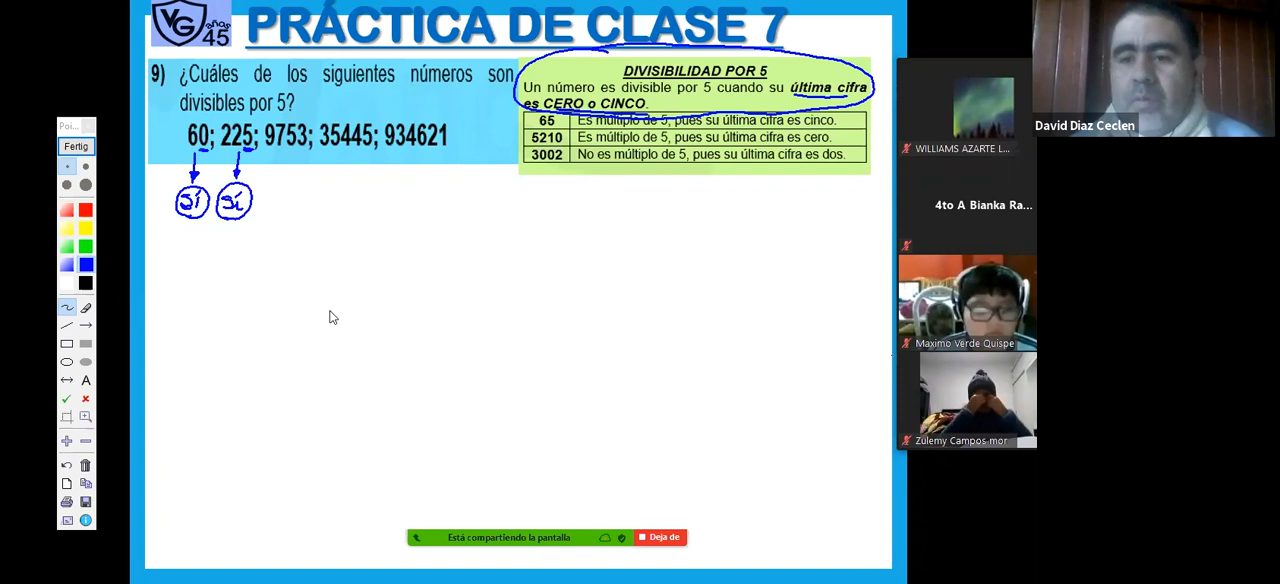 VG
años
45
PRÁCTICA DE CLASE 7
9) ¿Cuáles de los siguientes números son
divisibles por 5?
60; 225; 9753; 35445; 934621
sí sí
DIVISIBILIDAD POR 5
Un número es divisible por 5 cuando su última cifra
es CERO o CINCO.
65 Es múltiplo de 5, pues su última cifra es cinco.
5210 Es múltiplo de 5, pues su última cifra es cero.
3002 No es múltiplo de 5, pues su última cifra es dos.
Poi...
Fertig
A
Está compartiendo la pantalla
Deja de
David Diaz Ceclen
WILLIAMS AZARTE L...
4to A Bianka Ra...
Maximo Verde Quispe
Zulemy Campos mor